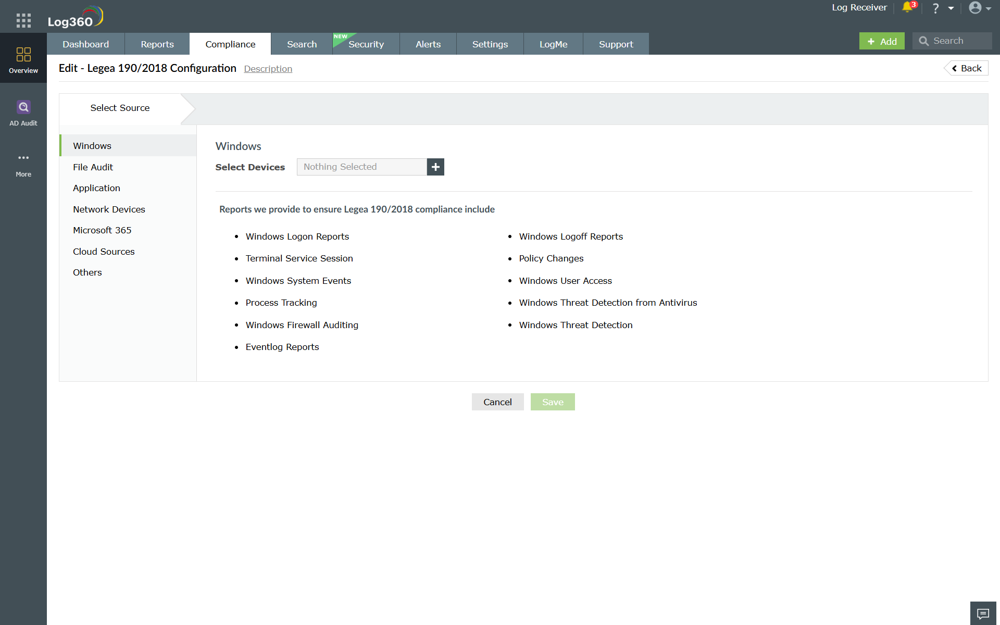 Log360
Log Receiver
3
?
Dashboard
Reports
Compliance
Search
NEW
Security
Alerts
Settings
LogMe
Support
+ Add
Search
Overview
AD Audit
More
Edit - Legea 190/2018 Configuration
Description
Back
Select Source
Windows
File Audit
Application
Network Devices
Microsoft 365
Cloud Sources
Others
Windows
Select Devices
Nothing Selected
+
Reports we provide to ensure Legea 190/2018 compliance include
• Windows Logon Reports
• Windows Logoff Reports
• Terminal Service Session
• Policy Changes
• Windows System Events
• Windows User Access
• Process Tracking
• Windows Threat Detection from Antivirus
• Windows Firewall Auditing
• Windows Threat Detection
• Eventlog Reports
Cancel
Save